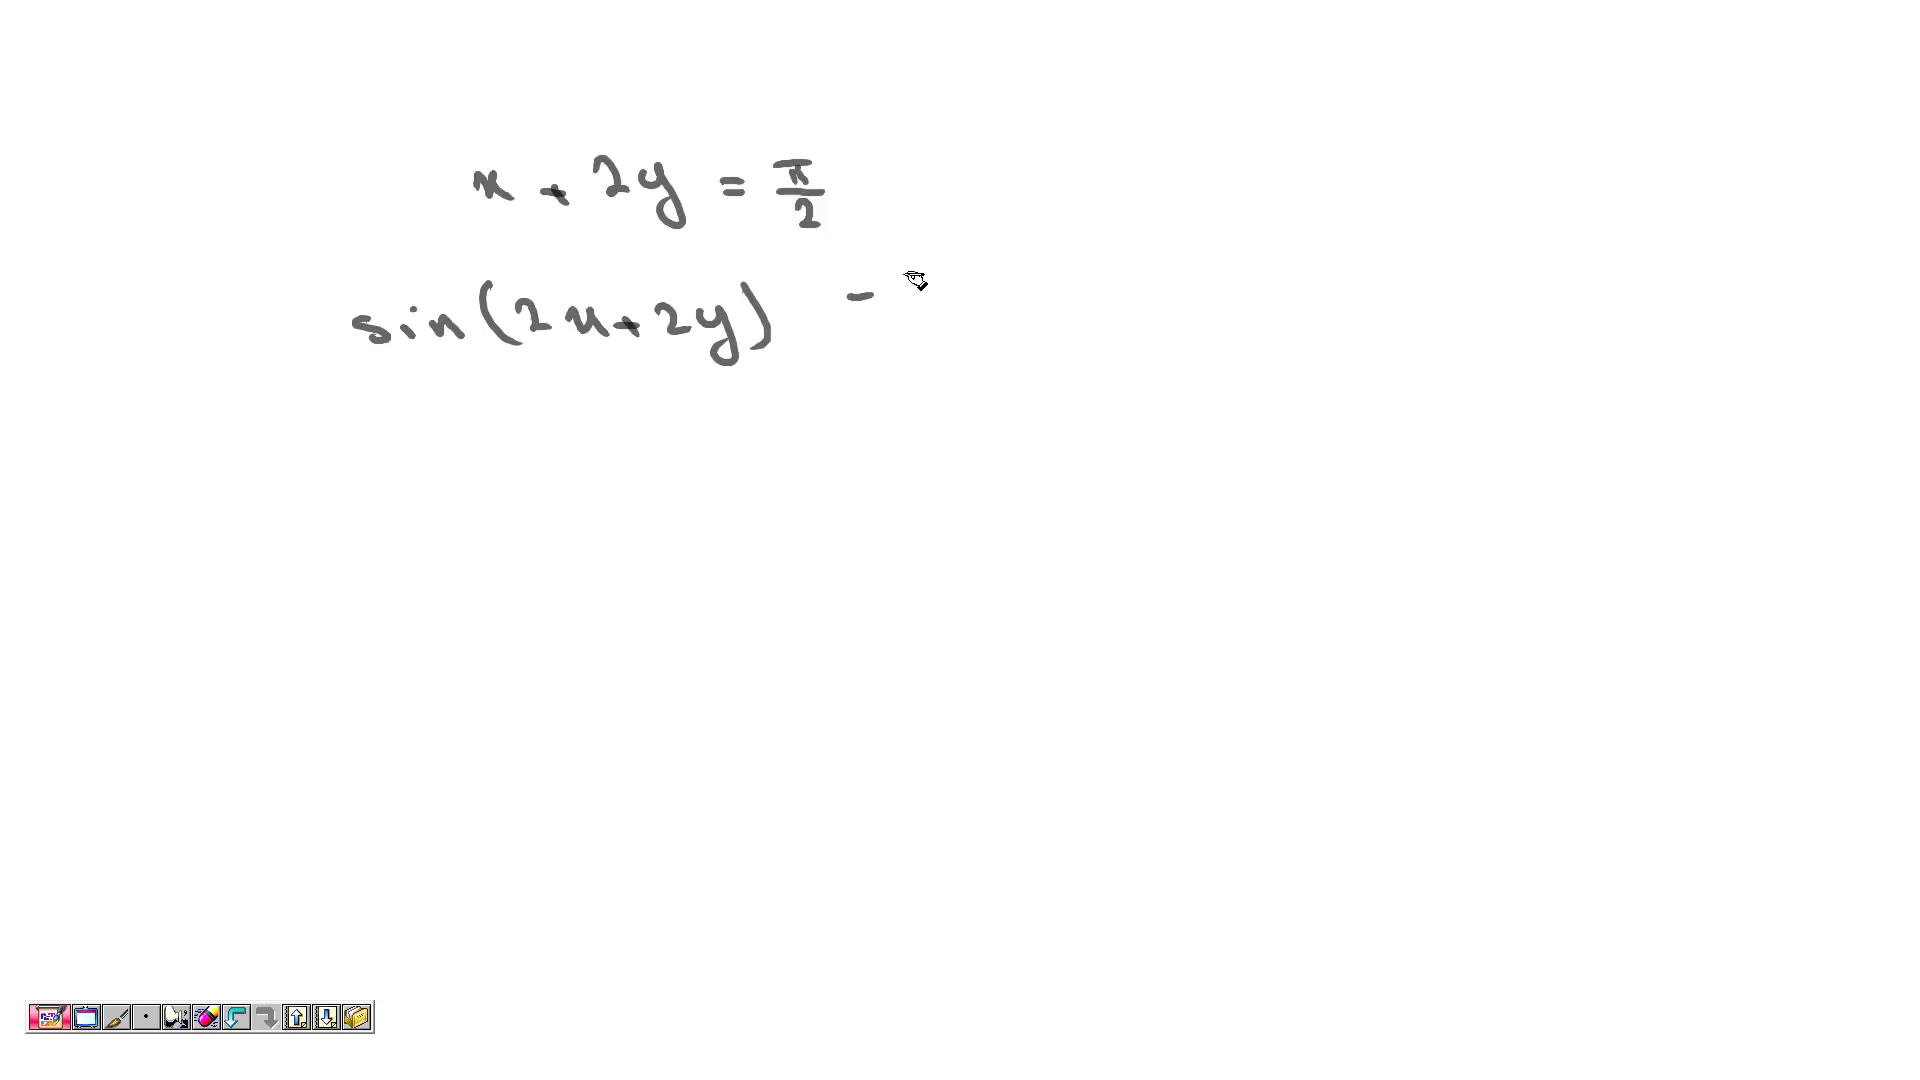 x + 2y = π/2
sin(2x+2y) -